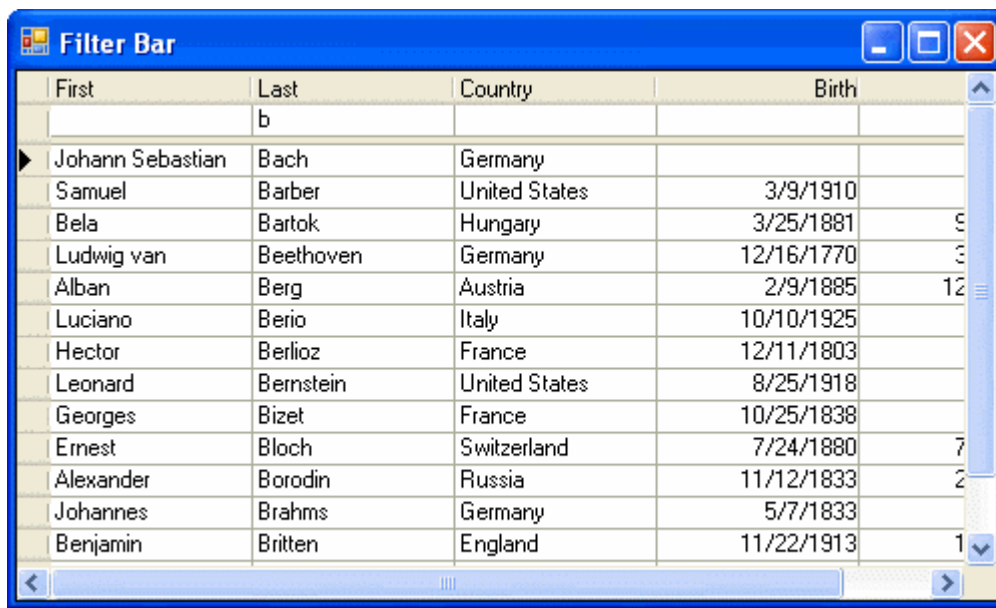 Filter Bar
First Last Country Birth
b
Johann Sebastian Bach Germany
Samuel Barber United States 3/9/1910
Bela Bartok Hungary 3/25/1881
Ludwig van Beethoven Germany 12/16/1770
Alban Berg Austria 2/9/1885 12
Luciano Berio Italy 10/10/1925
Hector Berlioz France 12/11/1803
Leonard Bernstein United States 8/25/1918
Georges Bizet France 10/25/1838
Ernest Bloch Switzerland 7/24/1880 7
Alexander Borodin Russia 11/12/1833 2
Johannes Brahms Germany 5/7/1833
Benjamin Britten England 11/22/1913 1